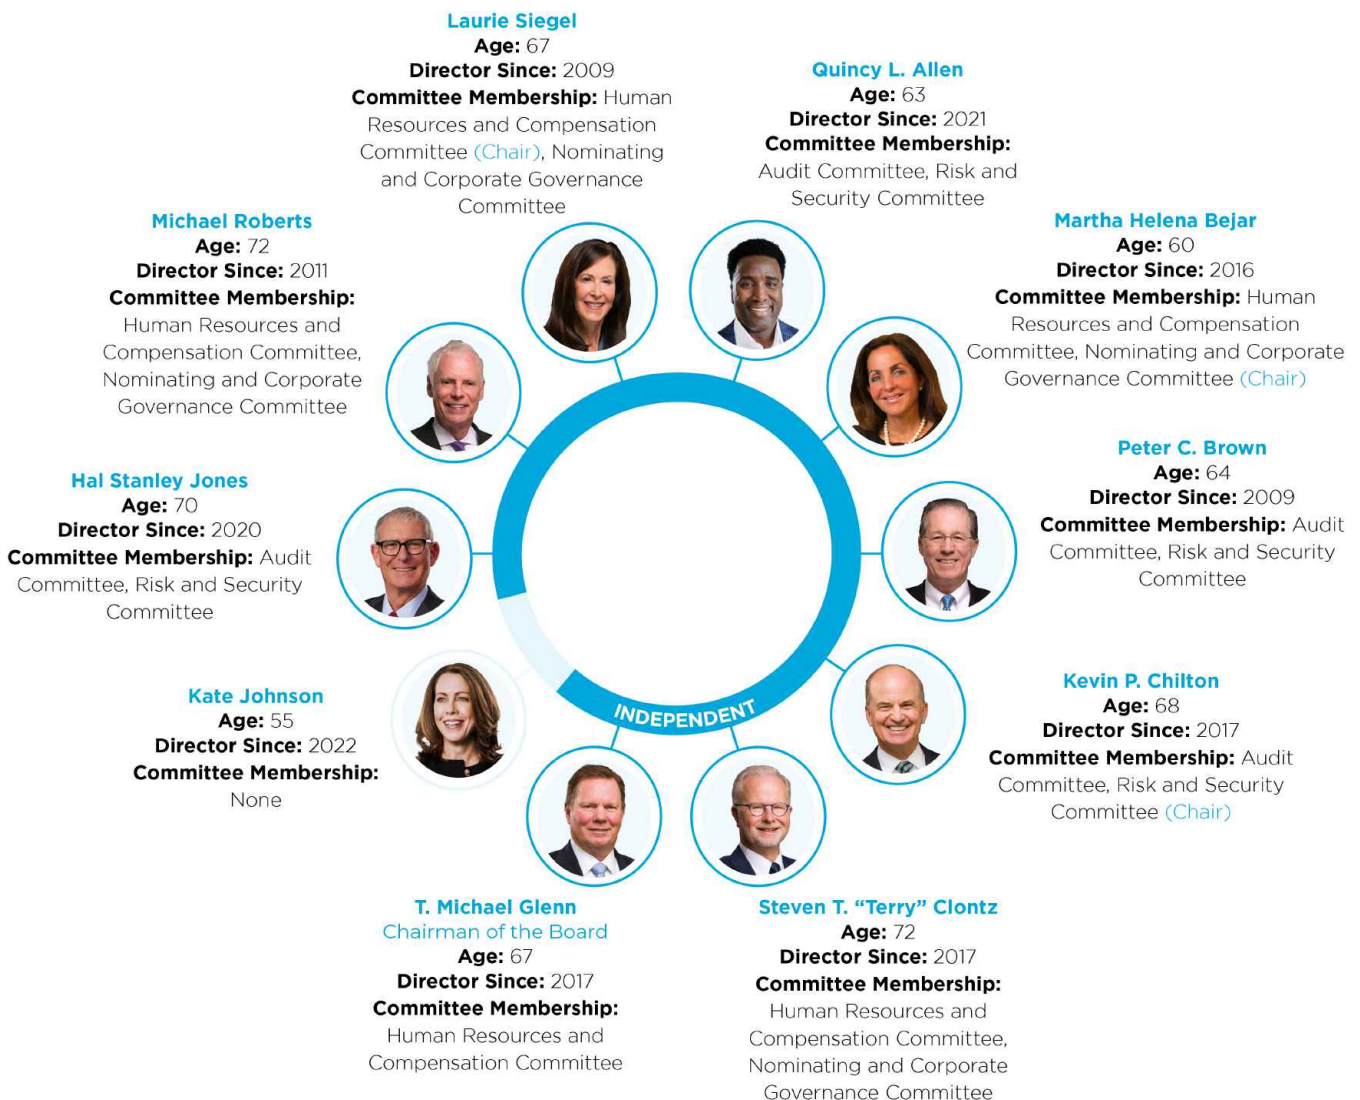 Laurie Siegel
Age: 67
Director Since: 2009
Committee Membership: Human
Resources and Compensation
Committee (Chair), Nominating
and Corporate Governance
Committee
Quincy L. Allen
Age: 63
Director Since: 2021
Committee Membership:
Audit Committee, Risk and
Security Committee
Michael Roberts
Age: 72
Director Since: 2011
Committee Membership:
Human Resources and
Compensation Committee,
Nominating and Corporate
Governance Committee
Martha Helena Bejar
Age: 60
Director Since: 2016
Committee Membership: Human
Resources and Compensation
Committee, Nominating and Corporate
Governance Committee (Chair)
Hal Stanley Jones
Age: 70
Director Since: 2020
Committee Membership: Audit
Committee, Risk and Security
Committee
Peter C. Brown
Age: 64
Director Since: 2009
Committee Membership: Audit
Committee, Risk and Security
Committee
Kate Johnson
Age: 55
Director Since: 2022
Committee Membership:
None
INDEPENDENT
Kevin P. Chilton
Age: 68
Director Since: 2017
Committee Membership: Audit
Committee, Risk and Security
Committee (Chair)
T. Michael Glenn
Chairman of the Board
Age: 67
Director Since: 2017
Committee Membership:
Human Resources and
Compensation Committee
Steven T. “Terry” Clontz
Age: 72
Director Since: 2017
Committee Membership:
Human Resources and
Compensation Committee,
Nominating and Corporate
Governance Committee